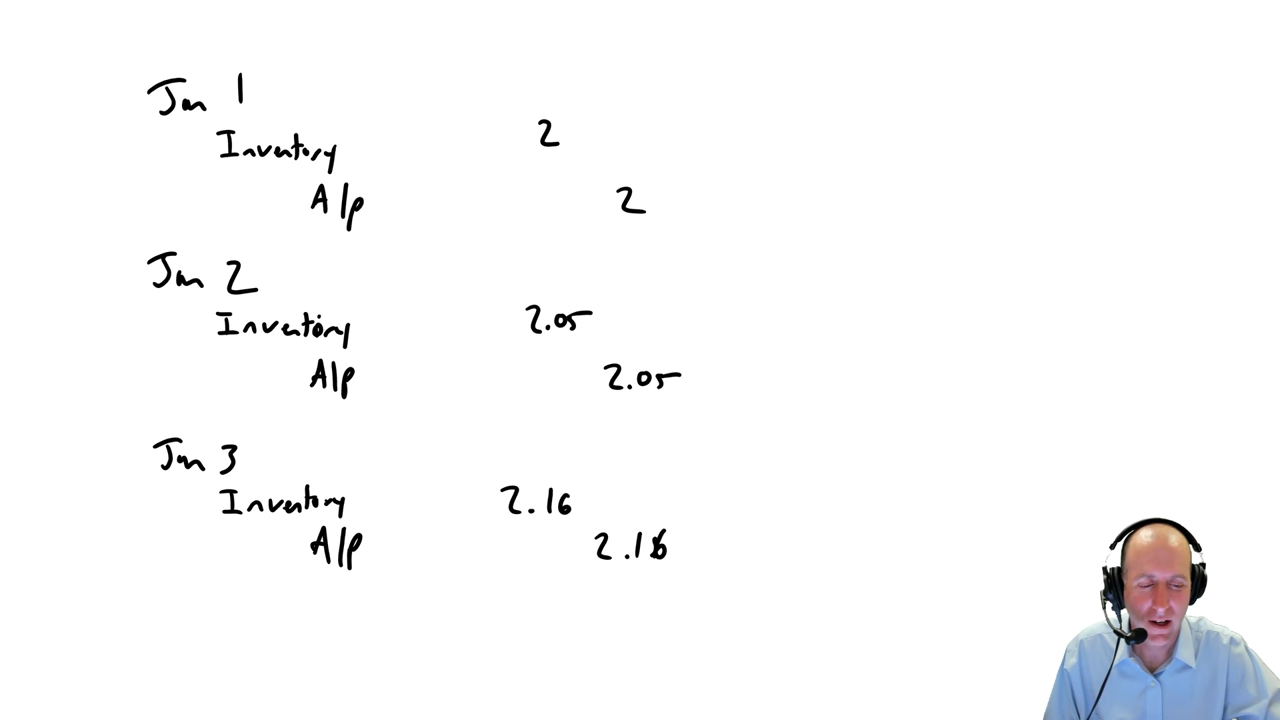 Jan 1
Inventory 2
A/p 2
Jan 2
Inventory 2.05
A/p 2.05
Jan 3
Inventory 2.16
A/p 2.16